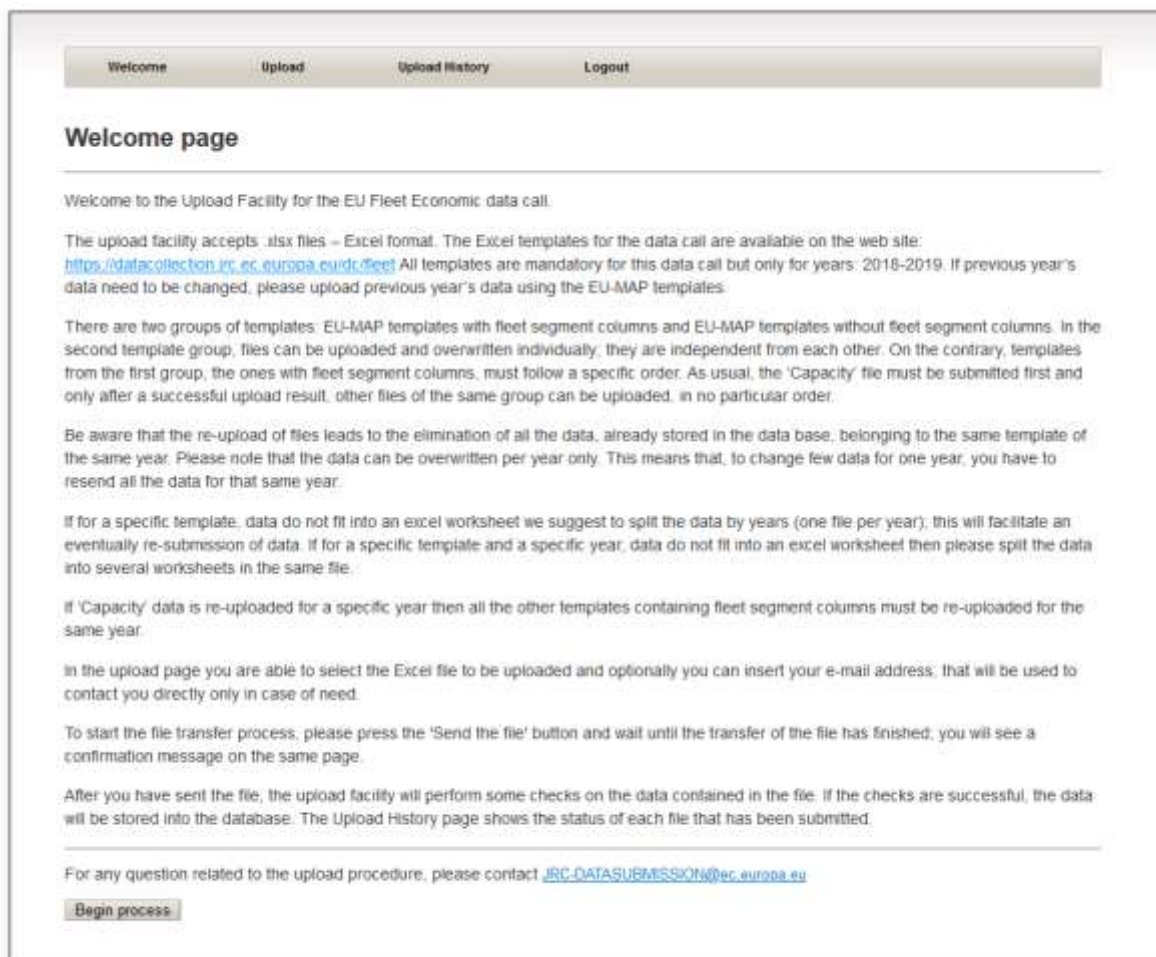 Welcome Upload Upload History Logout
Welcome page
Welcome to the Upload Facility for the EU Fleet Economic data call.
The upload facility accepts .xlsx files – Excel format. The Excel templates for the data call are available on the web site:
https://datacollection.jrc.ec.europa.eu/dc/fleet All templates are mandatory for this data call but only for years: 2018-2019. If previous year's
data need to be changed, please upload previous year's data using the EU-MAP templates.
There are two groups of templates: EU-MAP templates with fleet segment columns and EU-MAP templates without fleet segment columns. In the
second template group, files can be uploaded and overwritten individually; they are independent from each other. On the contrary, templates
from the first group, the ones with fleet segment columns, must follow a specific order. As usual, the 'Capacity' file must be submitted first and
only after a successful upload result, other files of the same group can be uploaded, in no particular order.
Be aware that the re-upload of files leads to the elimination of all the data, already stored in the data base, belonging to the same template of
the same year. Please note that the data can be overwritten per year only. This means that, to change few data for one year, you have to
resend all the data for that same year.
If for a specific template, data do not fit into an excel worksheet we suggest to split the data by years (one file per year); this will facilitate an
eventually re-submission of data. If for a specific template and a specific year, data do not fit into an excel worksheet then please split the data
into several worksheets in the same file.
If 'Capacity' data is re-uploaded for a specific year then all the other templates containing fleet segment columns must be re-uploaded for the
same year.
In the upload page you are able to select the Excel file to be uploaded and optionally you can insert your e-mail address; that will be used to
contact you directly only in case of need.
To start the file transfer process, please press the 'Send the file' button and wait until the transfer of the file has finished; you will see a
confirmation message on the same page.
After you have sent the file, the upload facility will perform some checks on the data contained in the file. If the checks are successful, the data
will be stored into the database. The Upload History page shows the status of each file that has been submitted.
For any question related to the upload procedure, please contact JRC-DATASUBMISSION@ec.europa.eu
Begin process